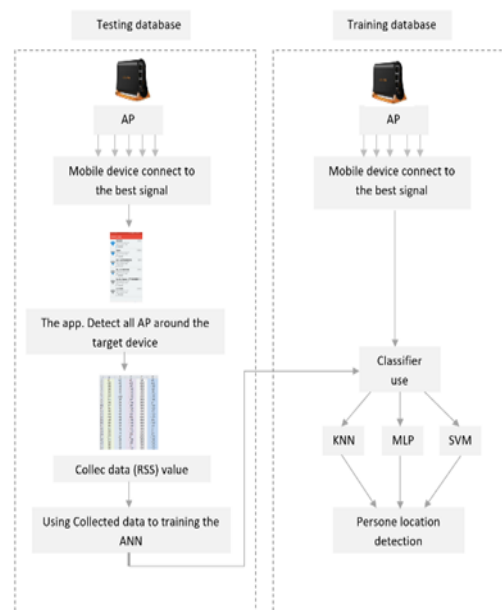 Testing database
AP
Mobile device connect to
the best signal
The app. Detect all AP around the
target device
Collec data (RSS) value
Using Collected data to training the
ANN
Training database
AP
Mobile device connect to
the best signal
Classifier
use
KNN
MLP
SVM
Persone location
detection